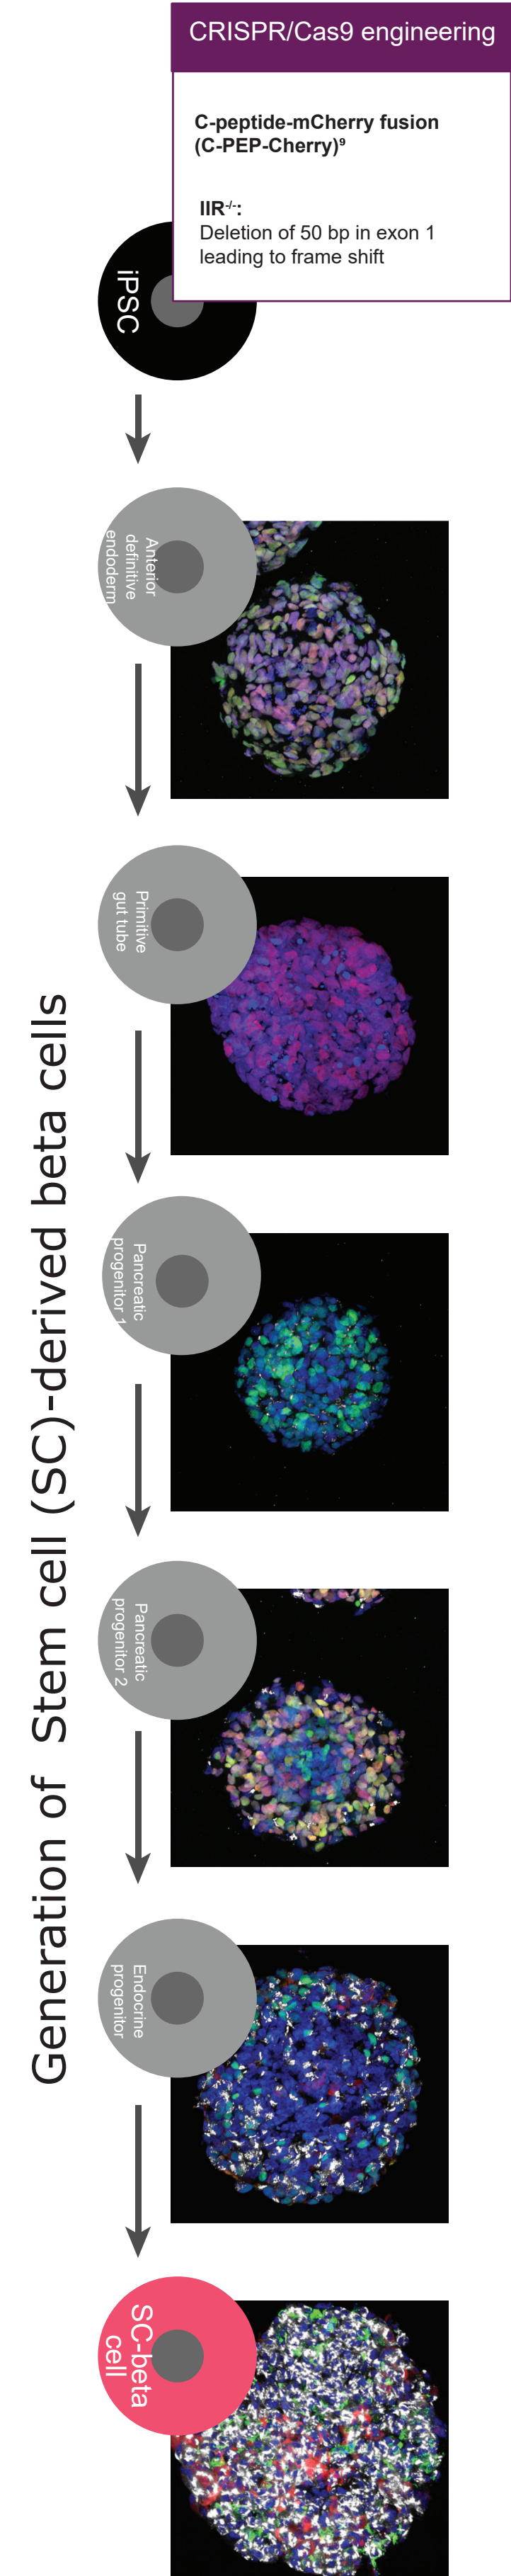 CRISPR/Cas9 engineering
C-peptide-mCherry fusion
(C-PEP-Cherry)⁹
IIR-/-:
Deletion of 50 bp in exon 1
leading to frame shift
iPSC
Anterior
definitive
endoderm
Primitive
gut tube
Pancreatic
progenitor 1
Pancreatic
progenitor 2
Endocrine
progenitor
SC-beta
cell
Generation of Stem cell (SC)-derived beta cells